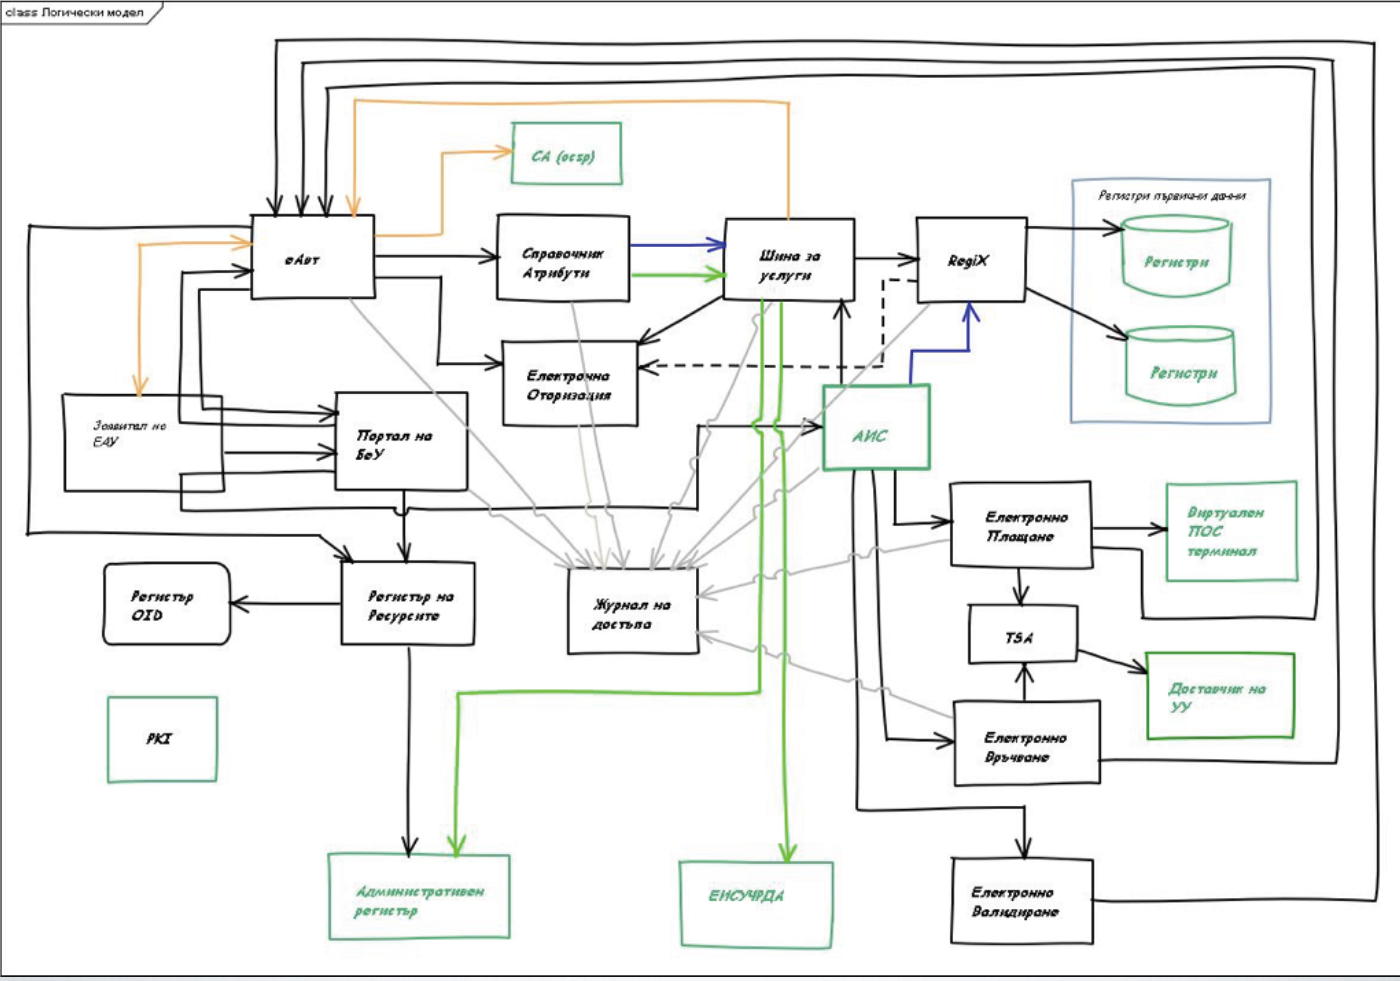 class Логически модел
CA (ocsp)
Регистри първични данни
еАвт
Справочник
Атрибути
Шина за
услуги
RegiX
Регистри
Регистри
Електронна
Оторизация
Заявител на
ЕАУ
Портал на
ЕеУ
АИС
Електронно
Плащане
Виртуален
ПОС
терминал
Регистър
OID
Регистър на
Ресурсите
Журнал на
достъпа
TSA
Доставчик на
УУ
PKI
Електронно
Връчване
Административен
регистър
ЕИСУЧРДА
Електронно
Валидиране